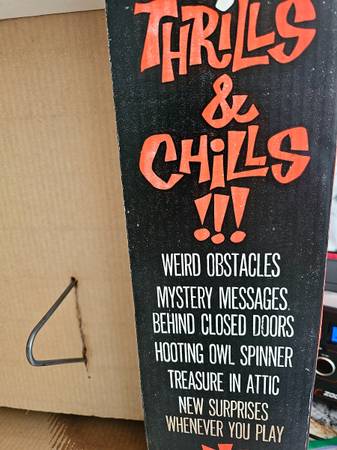 THRILLS
&
CHILLS
!!!
WEIRD OBSTACLES
MYSTERY MESSAGES
BEHIND CLOSED DOORS
HOOTING OWL SPINNER
TREASURE IN ATTIC
NEW SURPRISES
WHENEVER YOU PLAY